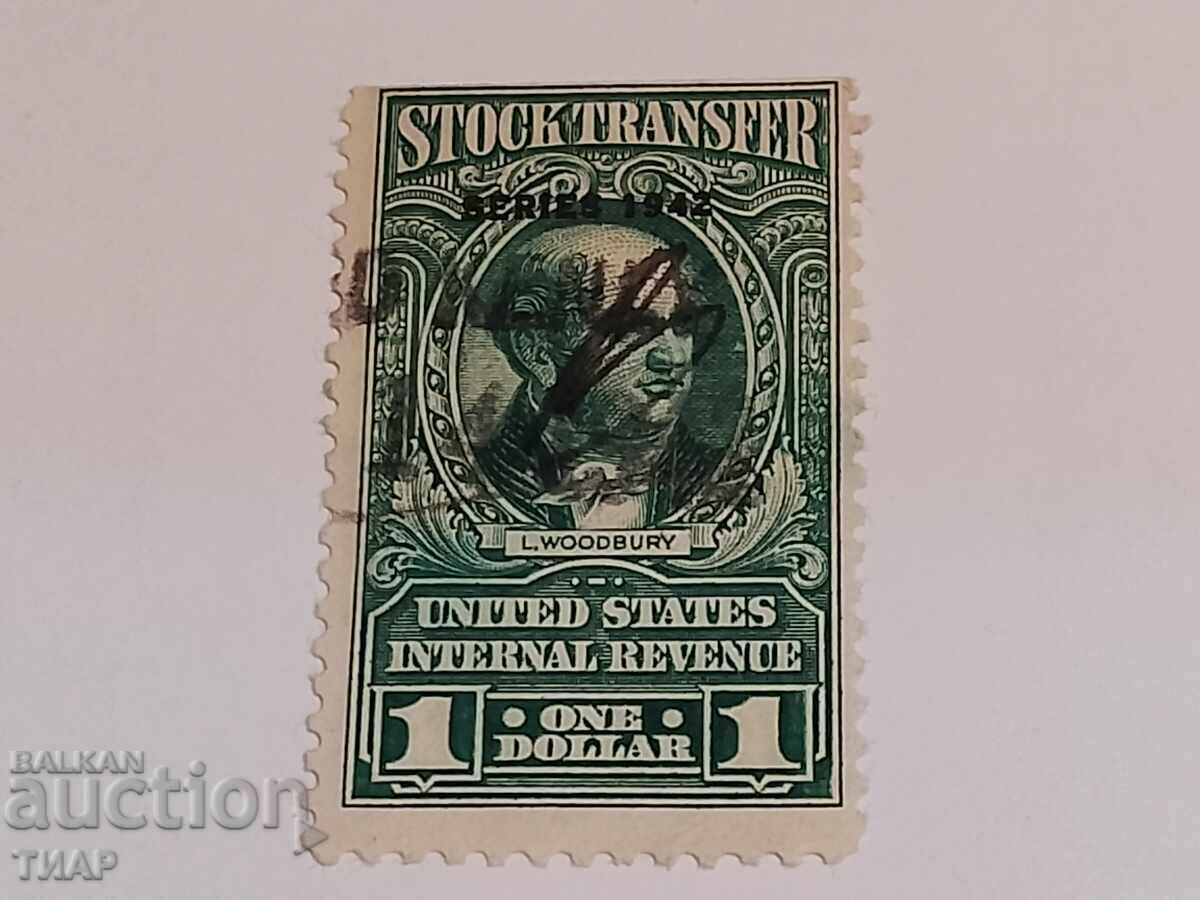 STOCK TRANSFER
SERIES 1942
L. WOODBURY
UNITED STATES
INTERNAL REVENUE
1 • ONE • 1
DOLLAR
BALKAN
auction
ТИАР